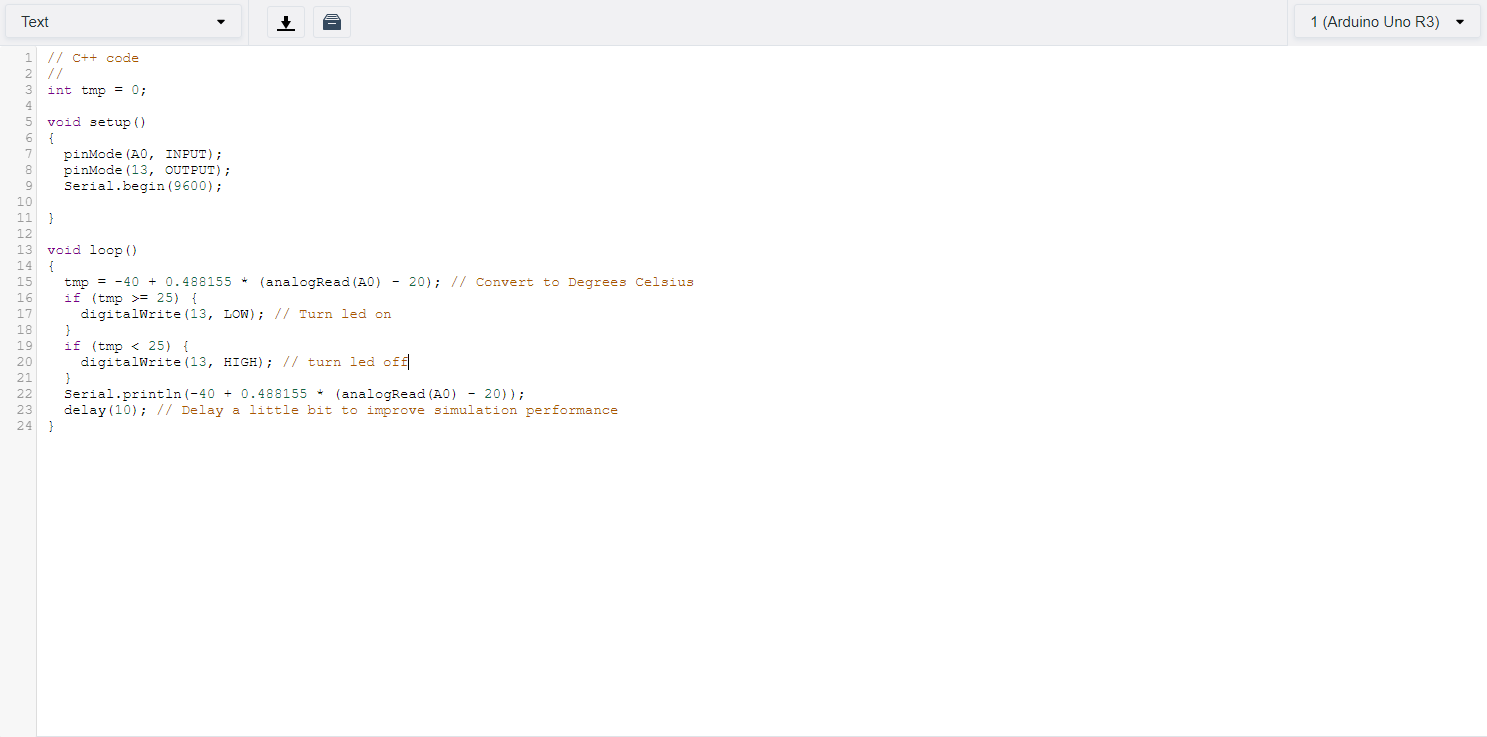 Text
1 (Arduino Uno R3)
1 // C++ code
2 //
3 int tmp = 0;
4
5 void setup()
6 {
7   pinMode(A0, INPUT);
8   pinMode(13, OUTPUT);
9   Serial.begin(9600);
10
11 }
12
13 void loop()
14 {
15   tmp = -40 + 0.488155 * (analogRead(A0) - 20); // Convert to Degrees Celsius
16   if (tmp >= 25) {
17     digitalWrite(13, LOW); // Turn led on
18   }
19   if (tmp < 25) {
20     digitalWrite(13, HIGH); // turn led off
21   }
22   Serial.println(-40 + 0.488155 * (analogRead(A0) - 20));
23   delay(10); // Delay a little bit to improve simulation performance
24 }